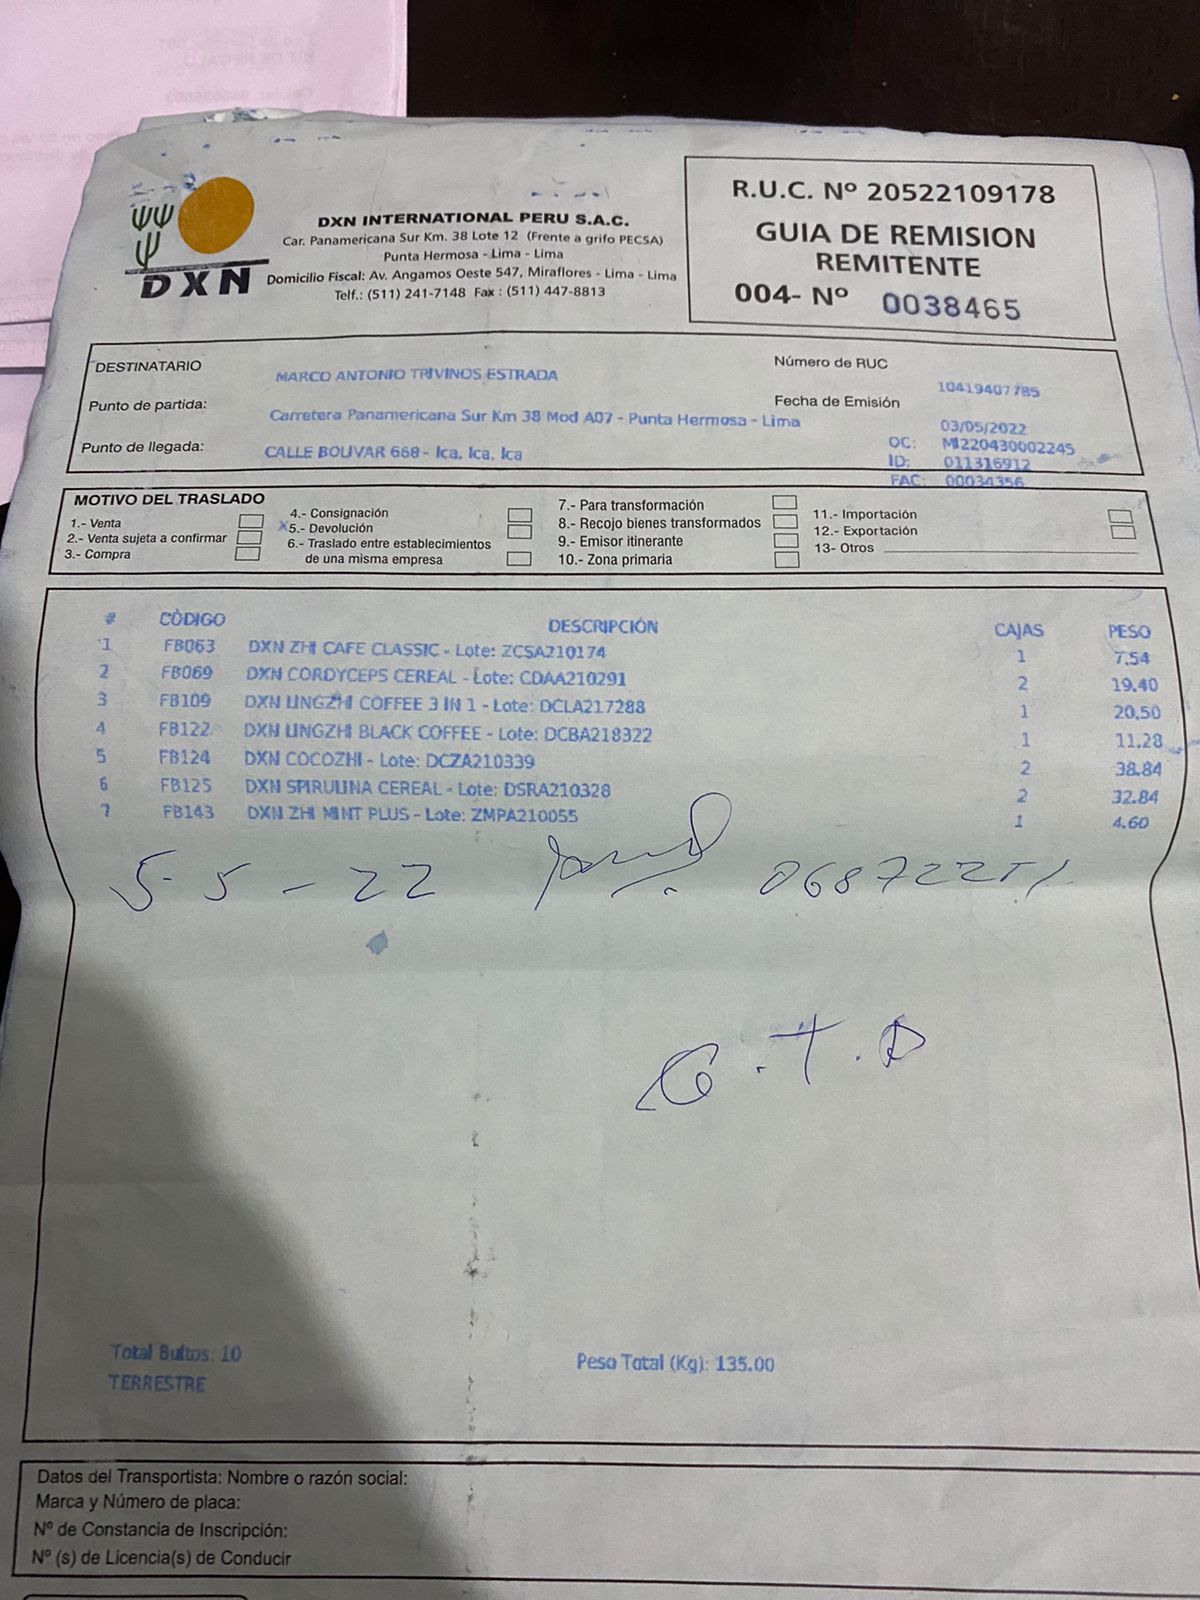 R.U.C. Nº 20522109178
GUIA DE REMISION
REMITENTE
004- Nº 0038465
DXN
DXN INTERNATIONAL PERU S.A.C.
Car. Panamericana Sur Km. 38 Lote 12 (Frente a grifo PECSA)
Punta Hermosa - Lima - Lima
Domicilio Fiscal: Av. Angamos Oeste 547, Miraflores - Lima - Lima
Telf.: (511) 241-7148 Fax : (511) 447-8813
DESTINATARIO MARCO ANTONIO TRIVINOS ESTRADA Número de RUC 10419407785
Punto de partida: Carretera Panamericana Sur Km 38 Mod A07 - Punta Hermosa - Lima Fecha de Emisión 03/05/2022
Punto de llegada: CALLE BOLIVAR 668 - Ica, Ica, Ica OC: MI220430002245
ID: 011316912
FAC: 00034356
MOTIVO DEL TRASLADO
1.- Venta
2.- Venta sujeta a confirmar
3.- Compra
4.- Consignación
X5.- Devolución
6.- Traslado entre establecimientos
de una misma empresa
7.- Para transformación
8.- Recojo bienes transformados
9.- Emisor itinerante
10.- Zona primaria
11.- Importación
12.- Exportación
13- Otros
# CÓDIGO DESCRIPCIÓN CAJAS PESO
1 FB063 DXN ZHI CAFE CLASSIC - Lote: ZCSA210174 1 7.54
2 FB069 DXN CORDYCEPS CEREAL - Lote: CDAA210291 2 19.40
3 FB109 DXN LINGZHI COFFEE 3 IN 1 - Lote: DCLA217288 1 20.50
4 FB122 DXN LINGZHI BLACK COFFEE - Lote: DCBA218322 1 11.28
5 FB124 DXN COCOZHI - Lote: DCZA210339 2 38.84
6 FB125 DXN SPIRULINA CEREAL - Lote: DSRA210328 2 32.84
7 FB143 DXN ZHI MINT PLUS - Lote: ZMPA210055 1 4.60
5-5-22
G.T.D
Total Bultos: 10 Peso Total (Kg): 135.00
TERRESTRE
Datos del Transportista: Nombre o razón social:
Marca y Número de placa:
Nº de Constancia de Inscripción:
Nº (s) de Licencia(s) de Conducir